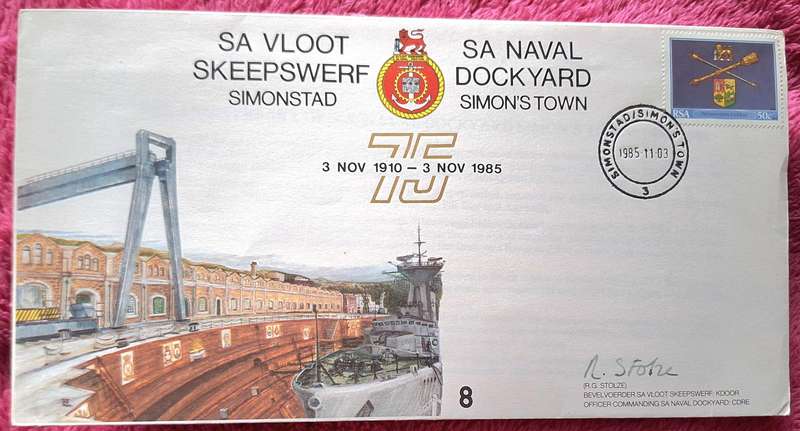 SA VLOOT
SKEEPSWERF
SIMONSTAD
SA NAVAL
DOCKYARD
SIMON'S TOWN
75
3 NOV 1910 – 3 NOV 1985
RSA
50c
SIMONSTAD/SIMON'S TOWN
1985-11-03
3
R. Stolze
(R.G. STOLZE)
BEVELVOERDER SA VLOOT SKEEPSWERF: KDOOR
OFFICER COMMANDING SA NAVAL DOCKYARD: CDRE
8